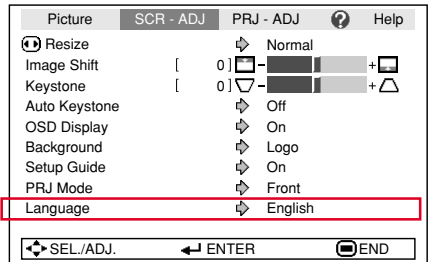 Picture SCR - ADJ PRJ - ADJ ? Help
Resize Normal
Image Shift [ 0 ] - +
Keystone [ 0 ] - +
Auto Keystone Off
OSD Display On
Background Logo
Setup Guide On
PRJ Mode Front
Language English
SEL./ADJ. ENTER END